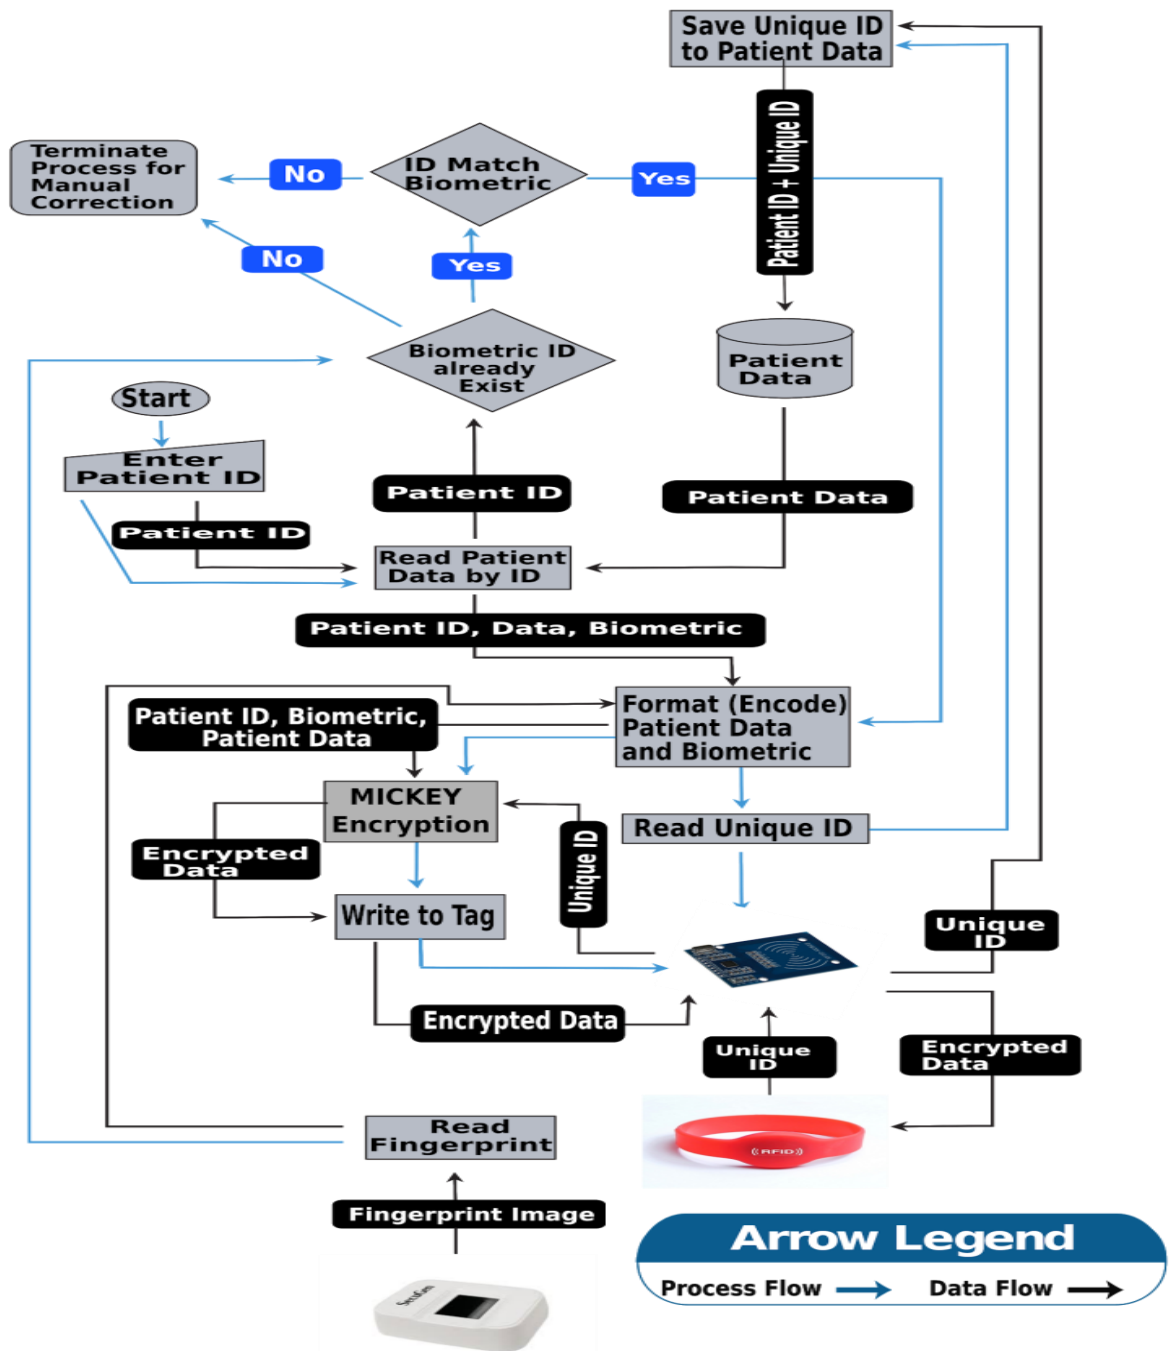 Save Unique ID
to Patient Data
Patient ID + Unique ID
Terminate
Process for
Manual
Correction
No
ID Match
Biometric
Yes
No
Yes
Biometric ID
already
Exist
Patient
Data
Start
Enter
Patient ID
Patient ID
Patient ID
Patient Data
Read Patient
Data by ID
Patient ID, Data, Biometric
Patient ID, Biometric,
Patient Data
Format (Encode)
Patient Data
and Biometric
MICKEY
Encryption
Read Unique ID
Encrypted
Data
Unique ID
Write to Tag
Unique
ID
Encrypted Data
Unique
ID
Encrypted
Data
Read
Fingerprint
((RFID))
Fingerprint Image
SecuGen
Arrow Legend
Process Flow
Data Flow